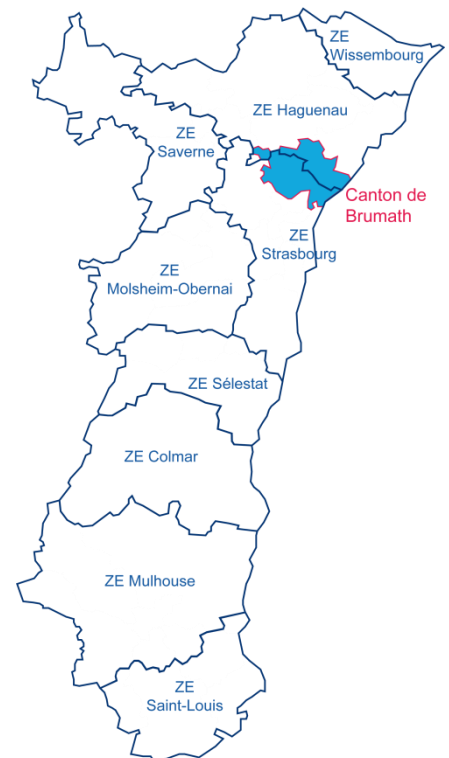 ZE
Wissembourg
ZE Haguenau
ZE
Saverne
Canton de
Brumath
ZE
Strasbourg
ZE
Molsheim-Obernai
ZE Sélestat
ZE Colmar
ZE Mulhouse
ZE
Saint-Louis